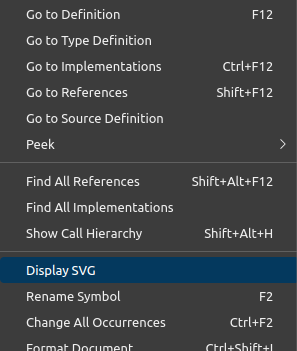 Go to Definition F12
Go to Type Definition
Go to Implementations Ctrl+F12
Go to References Shift+F12
Go to Source Definition
Peek
Find All References Shift+Alt+F12
Find All Implementations
Show Call Hierarchy Shift+Alt+H
Display SVG
Rename Symbol F2
Change All Occurrences Ctrl+F2
Format Document Ctrl+Shift+I